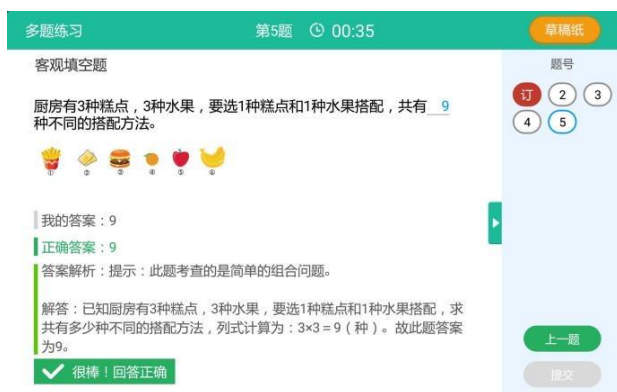 多题练习 第5题 00:35 草稿纸
客观填空题
题号
厨房有3种糕点，3种水果，要选1种糕点和1种水果搭配，共有 9
种不同的搭配方法。
订 2 3
4 5
① ② ③ ④ ⑤ ⑥
我的答案：9
正确答案：9
答案解析：提示：此题考查的是简单的组合问题。
解答：已知厨房有3种糕点，3种水果，要选1种糕点和1种水果搭配，求
共有多少种不同的搭配方法，列式计算为：3×3＝9（种）。故此题答案
为9。
很棒！回答正确
上一题
提交